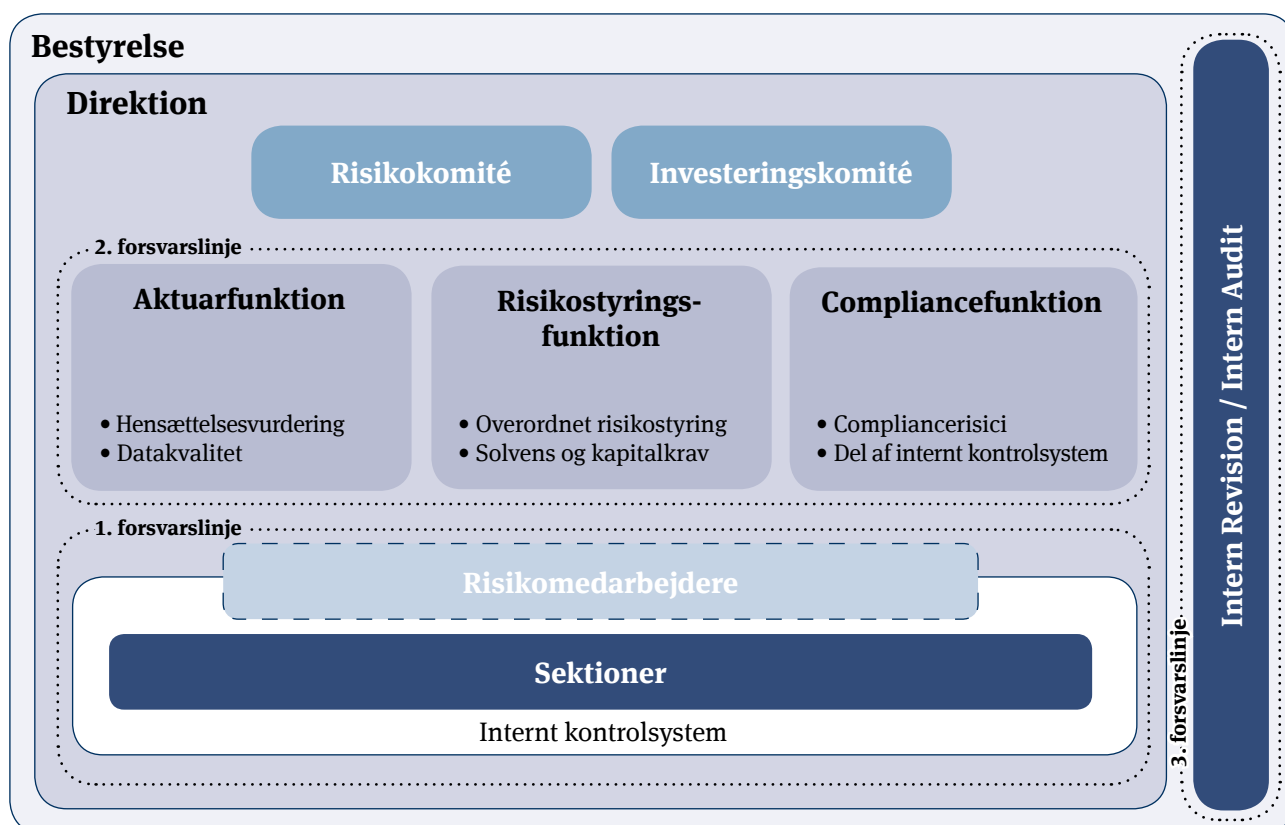 Bestyrelse
Direktion
Risikokomité
Investeringskomité
2. forsvarslinje
Aktuarfunktion
• Hensættelsesvurdering
• Datakvalitet
Risikostyrings-
funktion
• Overordnet risikostyring
• Solvens og kapitalkrav
Compliancefunktion
• Compliancerisici
• Del af internt kontrolsystem
1. forsvarslinje
Risikomedarbejdere
Sektioner
Internt kontrolsystem
3. forsvarslinje
Intern Revision / Intern Audit